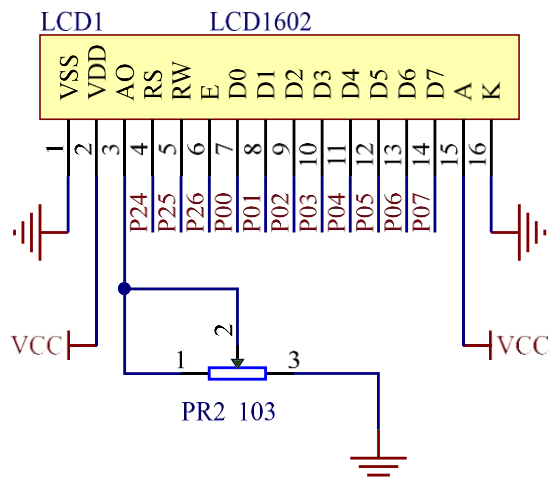 LCD1 LCD1602
VSS VDD AO RS RW E D0 D1 D2 D3 D4 D5 D6 D7 A K
1 2 3 4 5 6 7 8 9 10 11 12 13 14 15 16
P24 P25 P26 P00 P01 P02 P03 P04 P05 P06 P07
VCC VCC
2
1 3
PR2 103